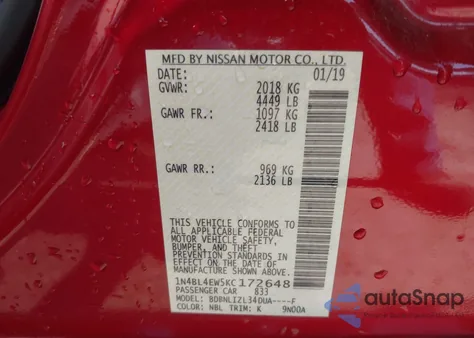 MFD BY NISSAN MOTOR CO., LTD.
DATE: 01/19
GVWR: 2018 KG
4449 LB
GAWR FR.: 1097 KG
2418 LB
GAWR RR.: 969 KG
2136 LB
THIS VEHICLE CONFORMS TO
ALL APPLICABLE FEDERAL
MOTOR VEHICLE SAFETY,
BUMPER, AND THEFT
PREVENTION STANDARDS IN
EFFECT ON THE DATE OF
MANUFACTURE SHOWN ABOVE.
1N4BL4EW5KC172648
PASSENGER CAR 833
MODEL: BDBNLIZL34DUA----F
COLOR: NBL TRIM: K 9N00A
autoSnap